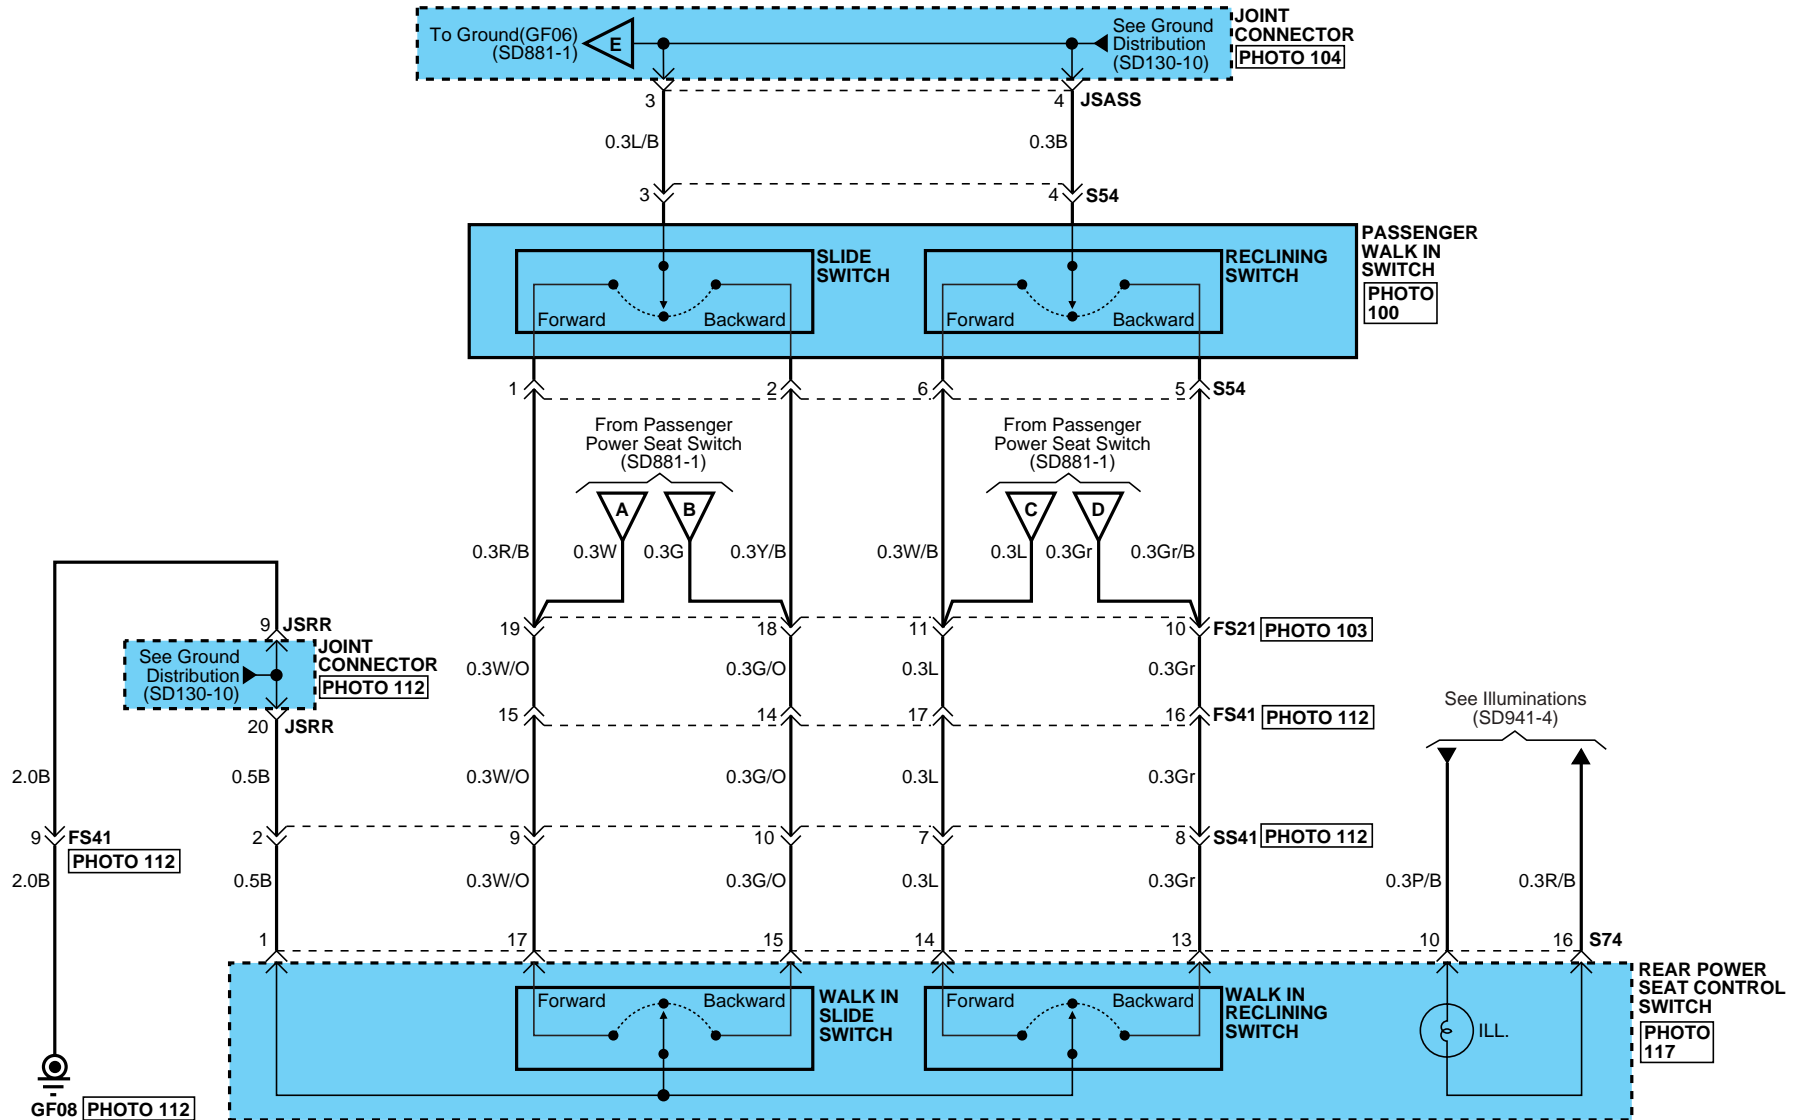 To Ground(GF06)
(SD881-1)
E
See Ground
Distribution
(SD130-10)
JOINT
CONNECTOR
PHOTO 104
3
4
JSASS
0.3L/B
0.3B
3
4
S54
PASSENGER
WALK IN
SWITCH
PHOTO
100
SLIDE
SWITCH
Forward
Backward
RECLINING
SWITCH
Forward
Backward
1
2
6
5
S54
From Passenger
Power Seat Switch
(SD881-1)
A
B
From Passenger
Power Seat Switch
(SD881-1)
C
D
0.3R/B
0.3W
0.3G
0.3Y/B
0.3W/B
0.3L
0.3Gr
0.3Gr/B
19
18
11
10
FS21
PHOTO 103
9
JSRR
See Ground
Distribution
(SD130-10)
JOINT
CONNECTOR
PHOTO 112
20
JSRR
0.3W/O
0.3G/O
0.3L
0.3Gr
15
14
17
16
FS41
PHOTO 112
See Illuminations
(SD941-4)
2.0B
0.5B
0.3W/O
0.3G/O
0.3L
0.3Gr
9
FS41
PHOTO 112
2
9
10
7
8
SS41
PHOTO 112
2.0B
0.5B
0.3W/O
0.3G/O
0.3L
0.3Gr
0.3P/B
0.3R/B
1
17
15
14
13
10
16
S74
Forward
Backward
WALK IN
SLIDE
SWITCH
Forward
Backward
WALK IN
RECLINING
SWITCH
ILL.
REAR POWER
SEAT CONTROL
SWITCH
PHOTO
117
GF08
PHOTO 112